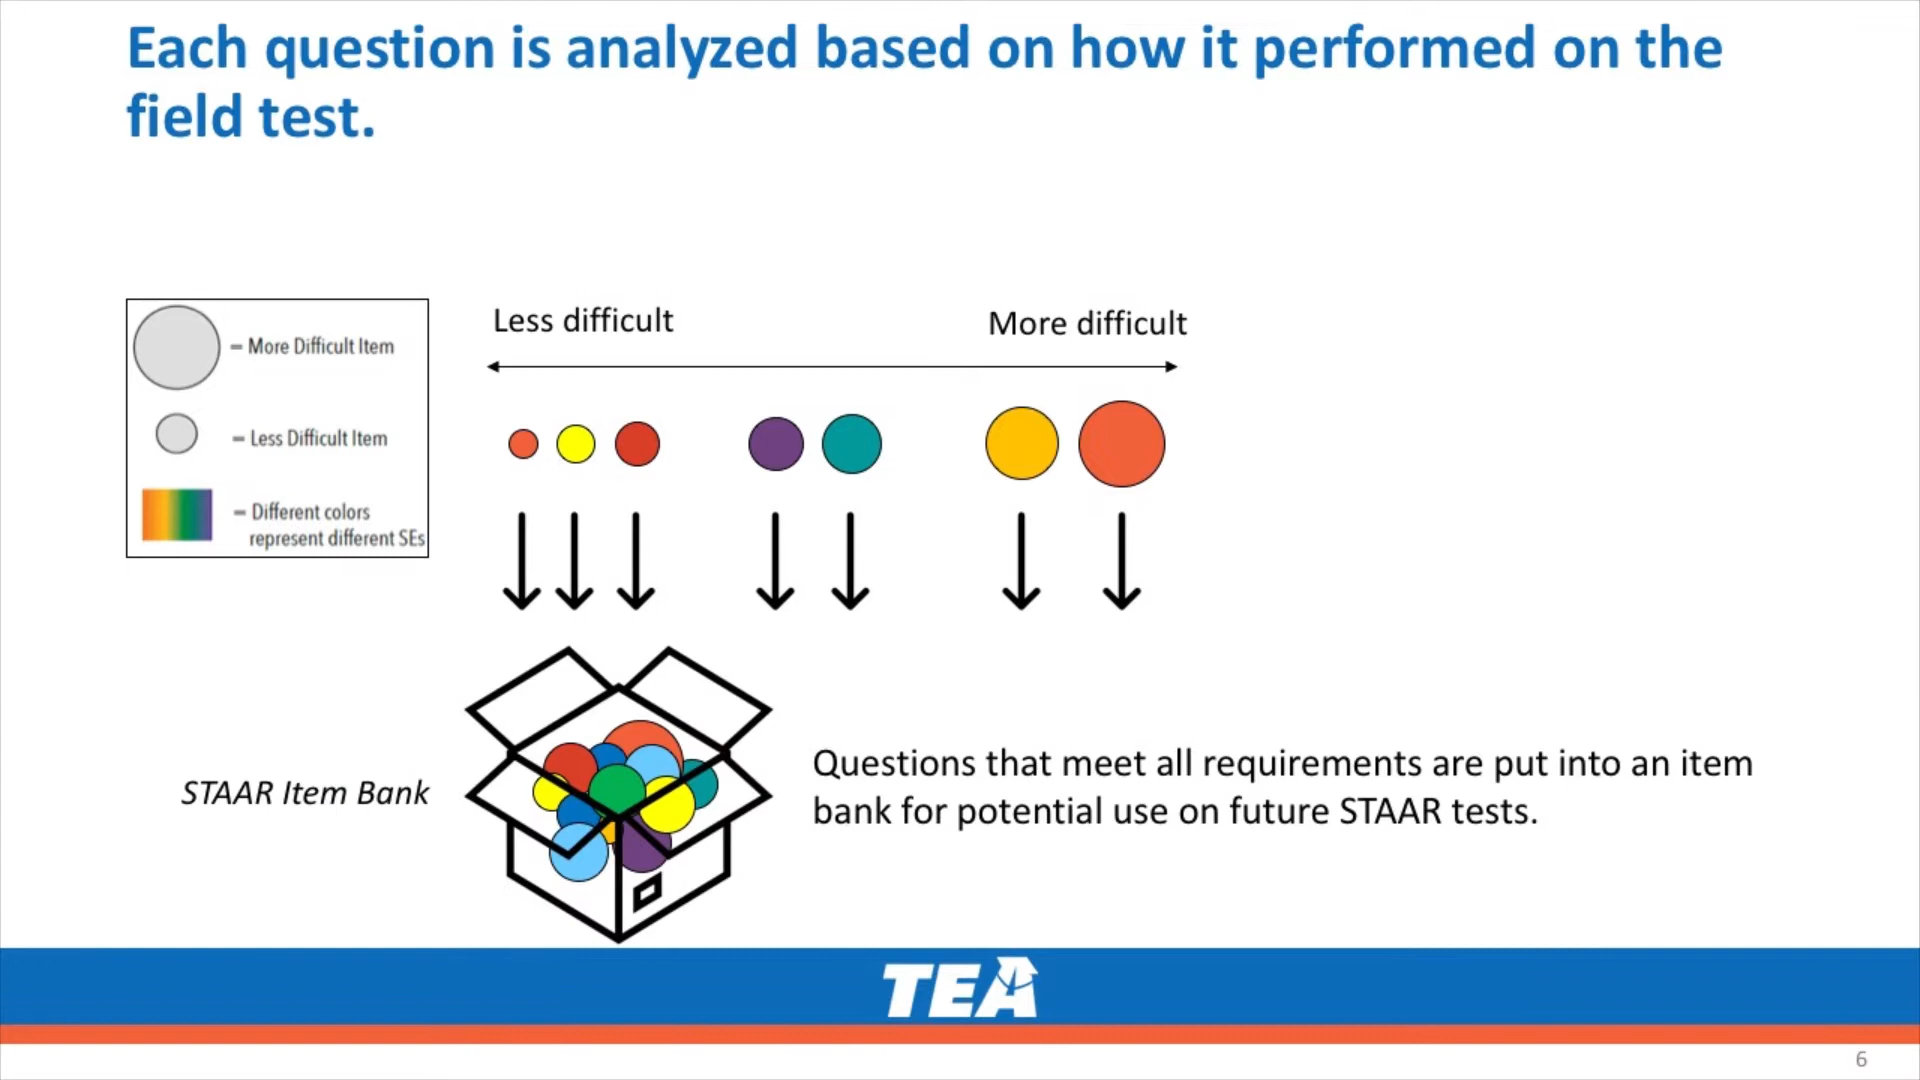 Each question is analyzed based on how it performed on the
field test.
Less difficult
More difficult
= More Difficult Item
= Less Difficult Item
= Different colors
represent different SEs
STAAR Item Bank
Questions that meet all requirements are put into an item
bank for potential use on future STAAR tests.
TEA
6